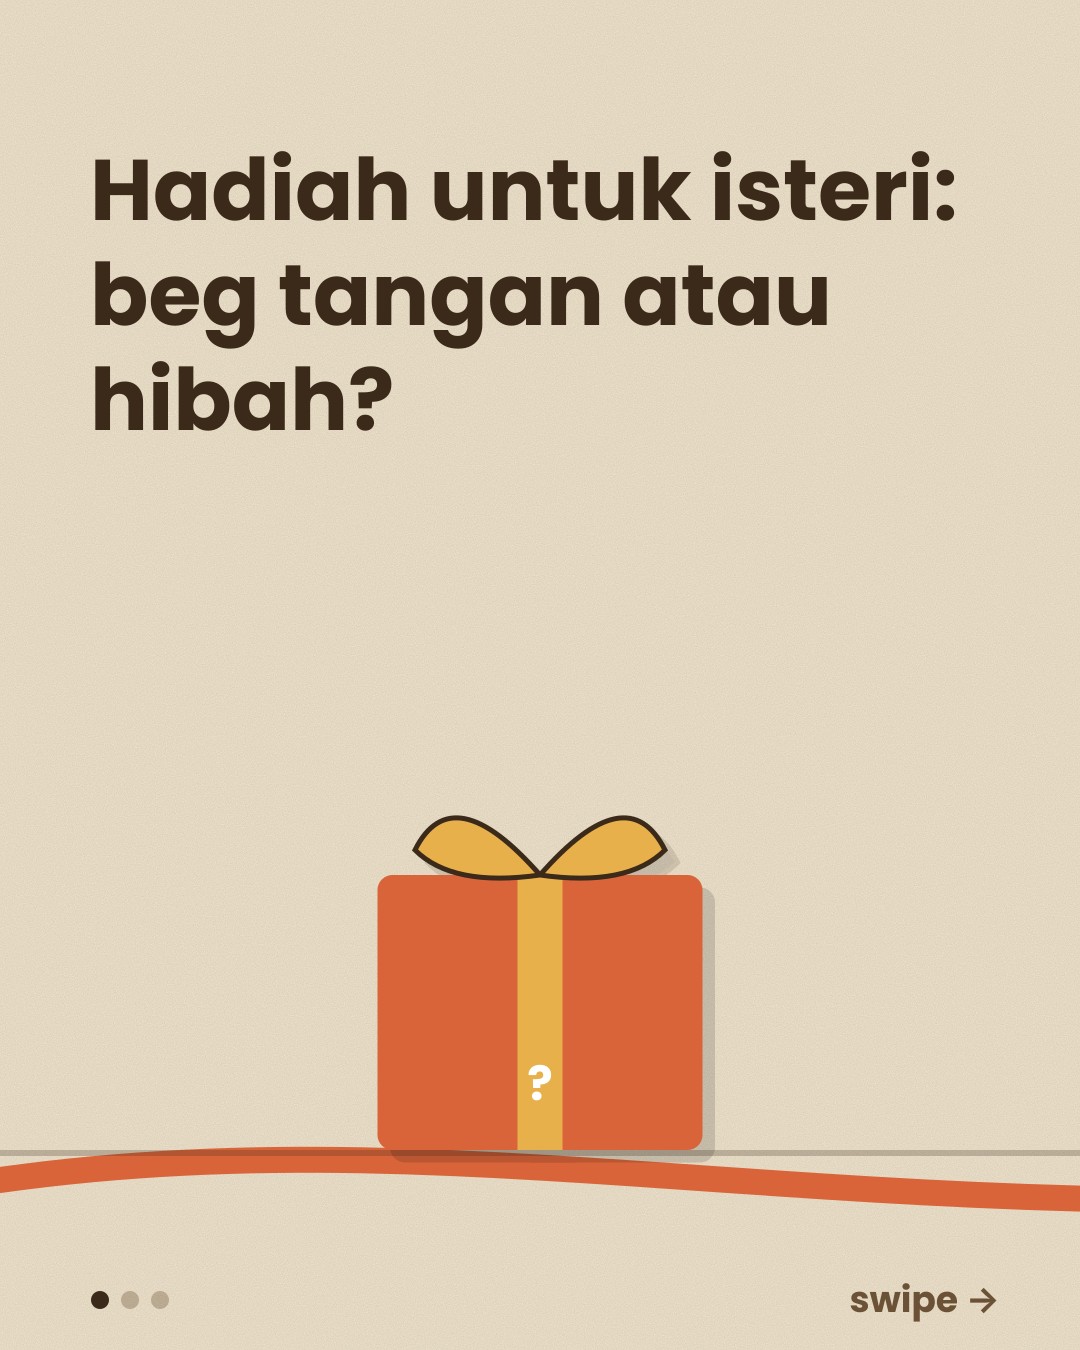 Hadiah untuk isteri:
beg tangan atau
hibah?
?
swipe →